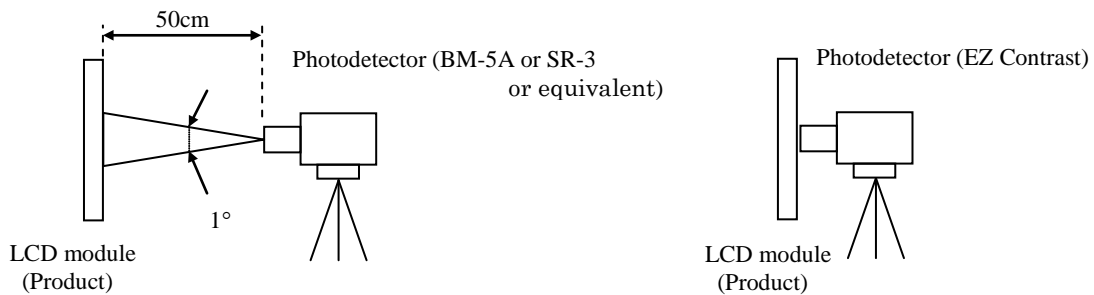 50cm
Photodetector (BM-5A or SR-3
or equivalent)
1°
LCD module
(Product)
Photodetector (EZ Contrast)
LCD module
(Product)